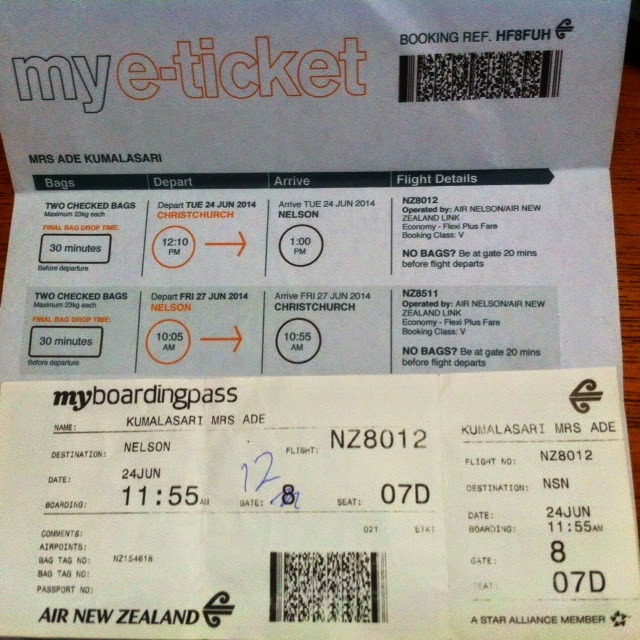 BOOKING REF. HF8FUH
my e-ticket
MRS ADE KUMALASARI
Bags Depart Arrive Flight Details
TWO CHECKED BAGS
Maximum 23kg each
FINAL BAG DROP TIME:
30 minutes
Before departure
Depart TUE 24 JUN 2014
CHRISTCHURCH
12:10
PM
Arrive TUE 24 JUN 2014
NELSON
1:00
PM
NZ8012
Operated by: AIR NELSON/AIR NEW
ZEALAND LINK
Economy - Flexi Plus Fare
Booking Class: V
NO BAGS? Be at gate 20 mins
before flight departs
TWO CHECKED BAGS
Maximum 23kg each
FINAL BAG DROP TIME:
30 minutes
Before departure
Depart FRI 27 JUN 2014
NELSON
10:05
AM
Arrive FRI 27 JUN 2014
CHRISTCHURCH
10:55
AM
NZ8511
Operated by: AIR NELSON/AIR NEW
ZEALAND LINK
Economy - Flexi Plus Fare
Booking Class: V
NO BAGS? Be at gate 20 mins
before flight departs
myboardingpass
NAME: KUMALASARI MRS ADE
DESTINATION: NELSON FLIGHT: NZ8012
DATE: 24JUN
12
BOARDING: 11:55AM GATE: 8 SEAT: 07D
COMMENTS: 021
AIRPOINTS:
BAG TAG NO: NZ154618
BAG TAG NO:
PASSPORT NO:
AIR NEW ZEALAND
KUMALASARI MRS ADE
FLIGHT NO: NZ8012
DESTINATION: NSN
DATE: 24JUN
BOARDING: 11:55AM
GATE: 8
SEAT: 07D
A STAR ALLIANCE MEMBER